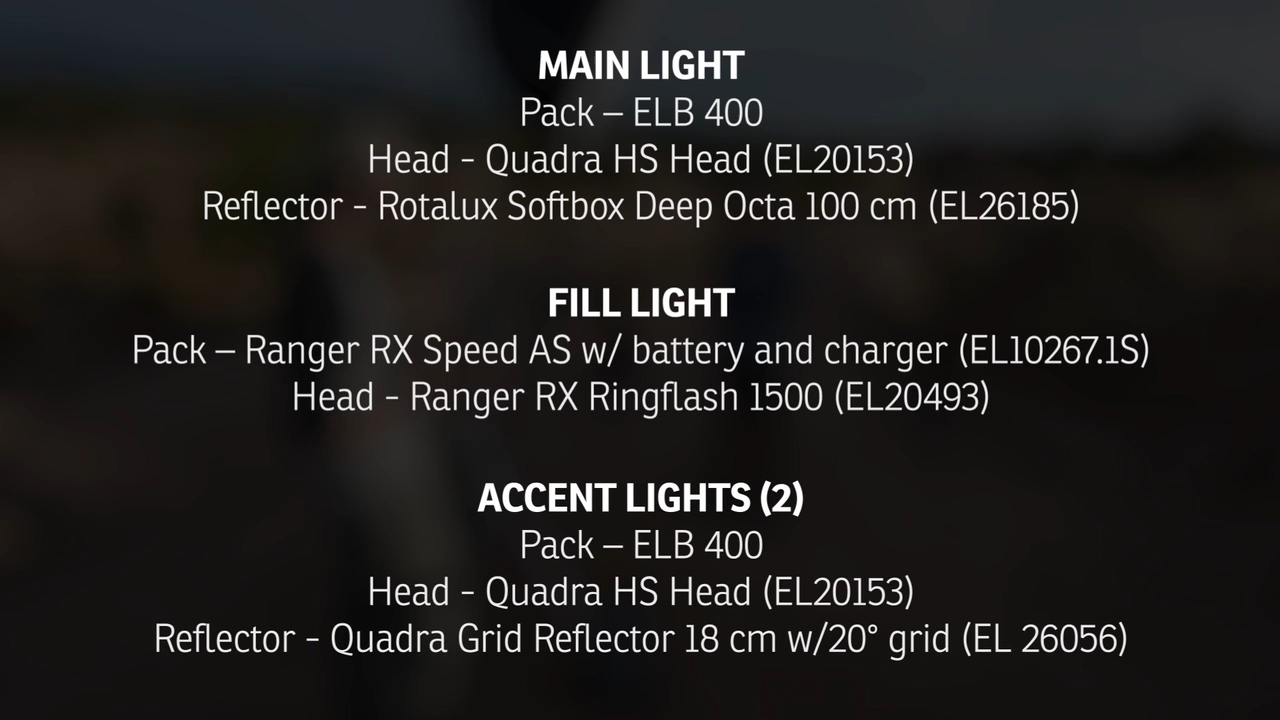 MAIN LIGHT
Pack – ELB 400
Head - Quadra HS Head (EL20153)
Reflector - Rotalux Softbox Deep Octa 100 cm (EL26185)
FILL LIGHT
Pack – Ranger RX Speed AS w/ battery and charger (EL10267.1S)
Head - Ranger RX Ringflash 1500 (EL20493)
ACCENT LIGHTS (2)
Pack – ELB 400
Head - Quadra HS Head (EL20153)
Reflector - Quadra Grid Reflector 18 cm w/20° grid (EL 26056)